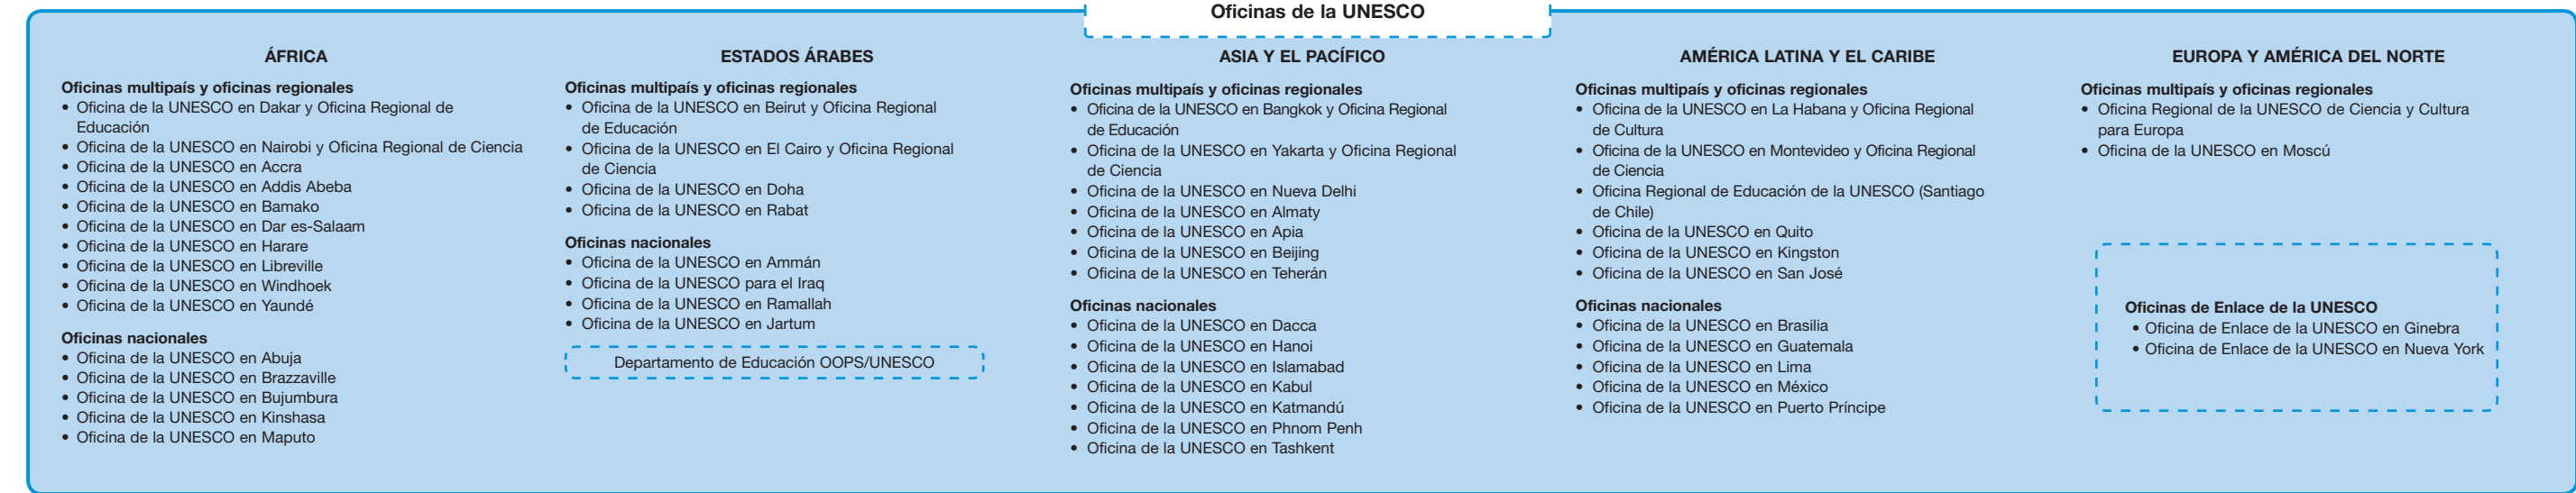 Oficinas de la UNESCO
ÁFRICA
Oficinas multipaís y oficinas regionales
• Oficina de la UNESCO en Dakar y Oficina Regional de
Educación
• Oficina de la UNESCO en Nairobi y Oficina Regional de Ciencia
• Oficina de la UNESCO en Accra
• Oficina de la UNESCO en Addis Abeba
• Oficina de la UNESCO en Bamako
• Oficina de la UNESCO en Dar es-Salaam
• Oficina de la UNESCO en Harare
• Oficina de la UNESCO en Libreville
• Oficina de la UNESCO en Windhoek
• Oficina de la UNESCO en Yaundé
Oficinas nacionales
• Oficina de la UNESCO en Abuja
• Oficina de la UNESCO en Brazzaville
• Oficina de la UNESCO en Bujumbura
• Oficina de la UNESCO en Kinshasa
• Oficina de la UNESCO en Maputo
ESTADOS ÁRABES
Oficinas multipaís y oficinas regionales
• Oficina de la UNESCO en Beirut y Oficina Regional
de Educación
• Oficina de la UNESCO en El Cairo y Oficina Regional
de Ciencia
• Oficina de la UNESCO en Doha
• Oficina de la UNESCO en Rabat
Oficinas nacionales
• Oficina de la UNESCO en Ammán
• Oficina de la UNESCO para el Iraq
• Oficina de la UNESCO en Ramallah
• Oficina de la UNESCO en Jartum
Departamento de Educación OOPS/UNESCO
ASIA Y EL PACÍFICO
Oficinas multipaís y oficinas regionales
• Oficina de la UNESCO en Bangkok y Oficina Regional
de Educación
• Oficina de la UNESCO en Yakarta y Oficina Regional
de Ciencia
• Oficina de la UNESCO en Nueva Delhi
• Oficina de la UNESCO en Almaty
• Oficina de la UNESCO en Apia
• Oficina de la UNESCO en Beijing
• Oficina de la UNESCO en Teherán
Oficinas nacionales
• Oficina de la UNESCO en Dacca
• Oficina de la UNESCO en Hanoi
• Oficina de la UNESCO en Islamabad
• Oficina de la UNESCO en Kabul
• Oficina de la UNESCO en Katmandú
• Oficina de la UNESCO en Phnom Penh
• Oficina de la UNESCO en Tashkent
AMÉRICA LATINA Y EL CARIBE
Oficinas multipaís y oficinas regionales
• Oficina de la UNESCO en La Habana y Oficina Regional
de Cultura
• Oficina de la UNESCO en Montevideo y Oficina Regional
de Ciencia
• Oficina Regional de Educación de la UNESCO (Santiago
de Chile)
• Oficina de la UNESCO en Quito
• Oficina de la UNESCO en Kingston
• Oficina de la UNESCO en San José
Oficinas nacionales
• Oficina de la UNESCO en Brasilia
• Oficina de la UNESCO en Guatemala
• Oficina de la UNESCO en Lima
• Oficina de la UNESCO en México
• Oficina de la UNESCO en Puerto Príncipe
EUROPA Y AMÉRICA DEL NORTE
Oficinas multipaís y oficinas regionales
• Oficina Regional de la UNESCO de Ciencia y Cultura
para Europa
• Oficina de la UNESCO en Moscú
Oficinas de Enlace de la UNESCO
• Oficina de Enlace de la UNESCO en Ginebra
• Oficina de Enlace de la UNESCO en Nueva York